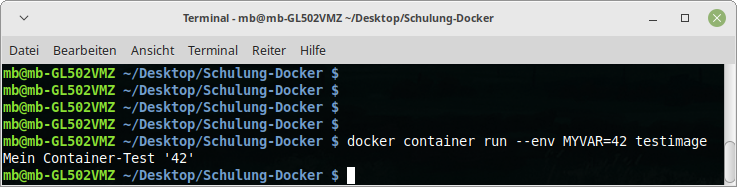 Terminal - mb@mb-GL502VMZ ~/Desktop/Schulung-Docker
Datei Bearbeiten Ansicht Terminal Reiter Hilfe
mb@mb-GL502VMZ ~/Desktop/Schulung-Docker $
mb@mb-GL502VMZ ~/Desktop/Schulung-Docker $
mb@mb-GL502VMZ ~/Desktop/Schulung-Docker $
mb@mb-GL502VMZ ~/Desktop/Schulung-Docker $
mb@mb-GL502VMZ ~/Desktop/Schulung-Docker $ docker container run --env MYVAR=42 testimage
Mein Container-Test '42'
mb@mb-GL502VMZ ~/Desktop/Schulung-Docker $